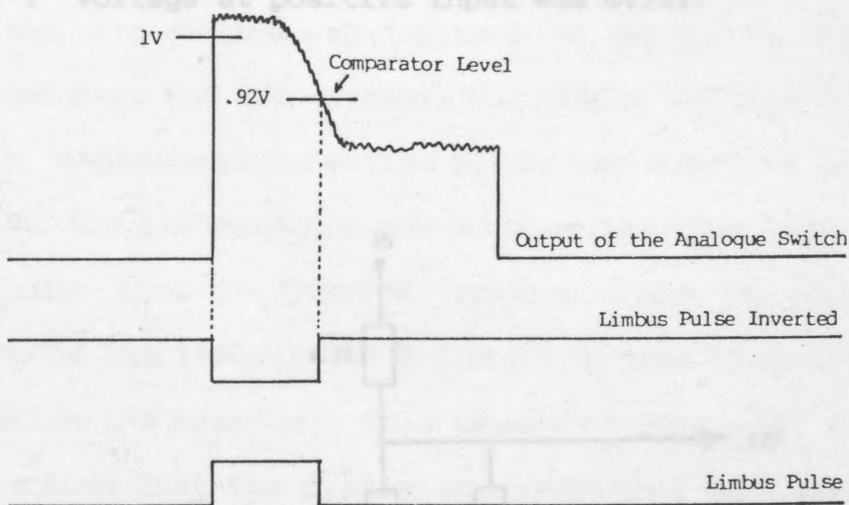 1V
Comparator Level
.92V
Output of the Analogue Switch
Limbus Pulse Inverted
Limbus Pulse